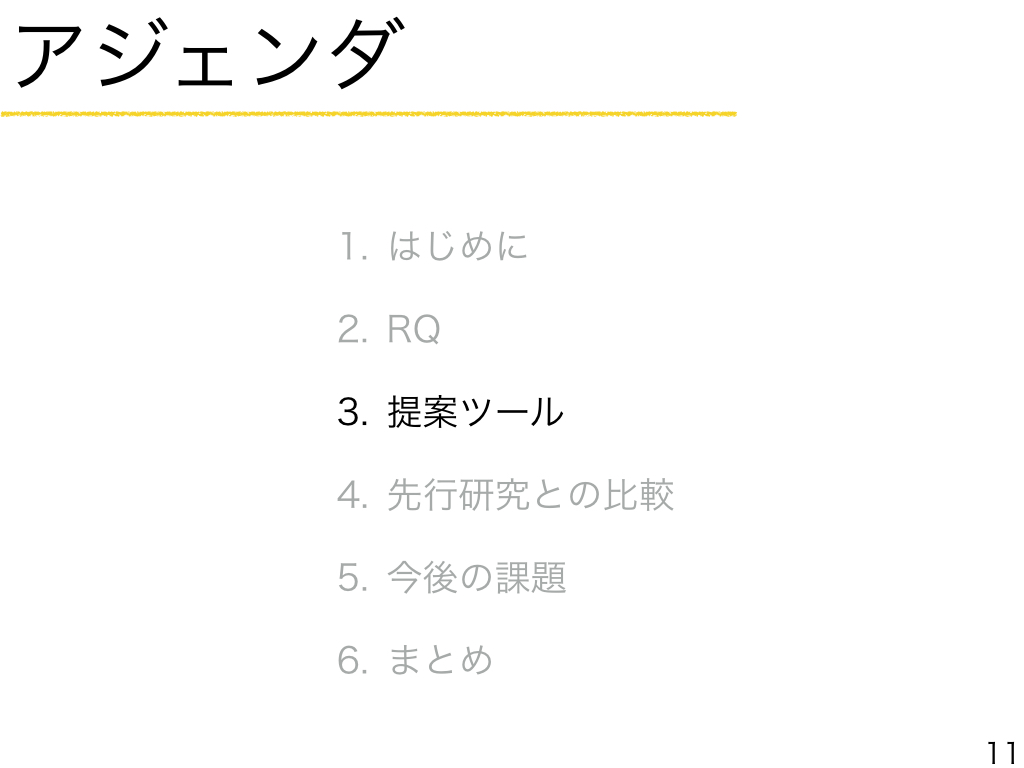 アジェンダ
1. はじめに
2. RQ
3. 提案ツール
4. 先行研究との比較
5. 今後の課題
6. まとめ
11